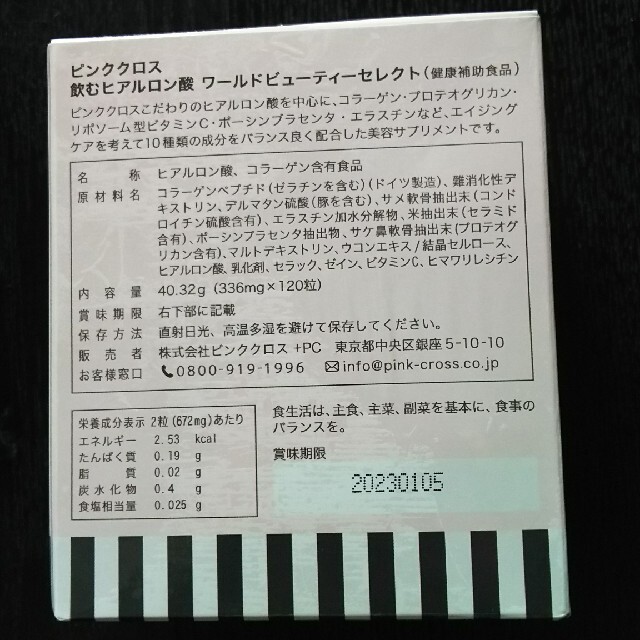 ピンククロス
飲むヒアルロン酸 ワールドビューティーセレクト（健康補助食品）
ピンククロスこだわりのヒアルロン酸を中心に、コラーゲン・プロテオグリカン・
リポソーム型ビタミンC・ポーシンプラセンタ・エラスチンなど、エイジング
ケアを考えて10種類の成分をバランス良く配合した美容サプリメントです。
名称 ヒアルロン酸、コラーゲン含有食品
原材料名 コラーゲンペプチド（ゼラチンを含む）（ドイツ製造）、難消化性デ
キストリン、デルマタン硫酸（豚を含む）、サメ軟骨抽出末（コンド
ロイチン硫酸含有）、エラスチン加水分解物、米抽出末（セラミド
含有）、ポーシンプラセンタ抽出物、サケ鼻軟骨抽出末（プロテオグ
リカン含有）、マルトデキストリン、ウコンエキス／結晶セルロース、
ヒアルロン酸、乳化剤、セラック、ゼイン、ビタミンC、ヒマワリレシチン
内容量 40.32g（336mg×120粒）
賞味期限 右下部に記載
保存方法 直射日光、高温多湿を避けて保存してください。
販売者 株式会社ピンククロス +PC 東京都中央区銀座5-10-10
お客様窓口 0800-919-1996 info@pink-cross.co.jp
栄養成分表示 2粒（672mg）あたり
エネルギー 2.53 kcal
たんぱく質 0.19 g
脂質 0.02 g
炭水化物 0.4 g
食塩相当量 0.025 g
食生活は、主食、主菜、副菜を基本に、食事の
バランスを。
賞味期限
20230105